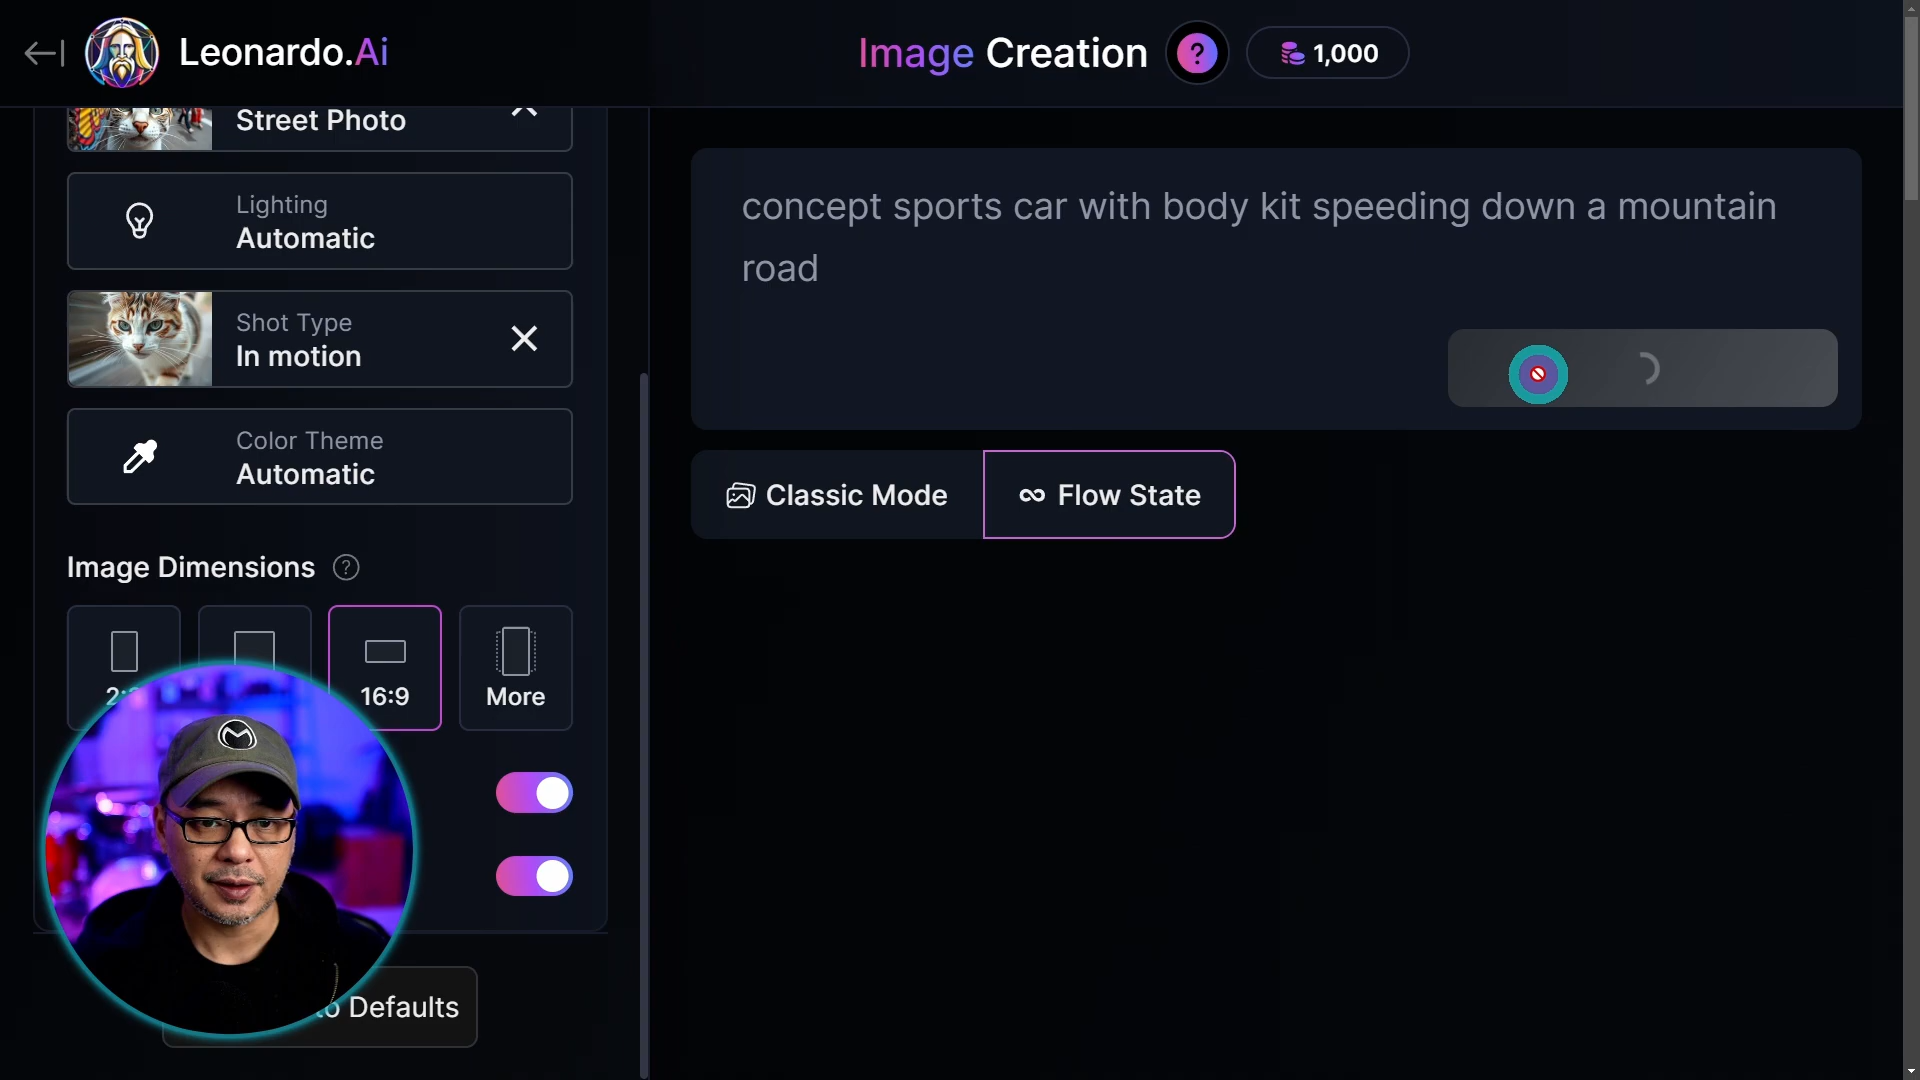 Leonardo.Ai
Image Creation
?
1,000
Street Photo
Lighting
Automatic
Shot Type
In motion
Color Theme
Automatic
Image Dimensions
?
16:9
More
to Defaults
concept sports car with body kit speeding down a mountain
road
Classic Mode
Flow State